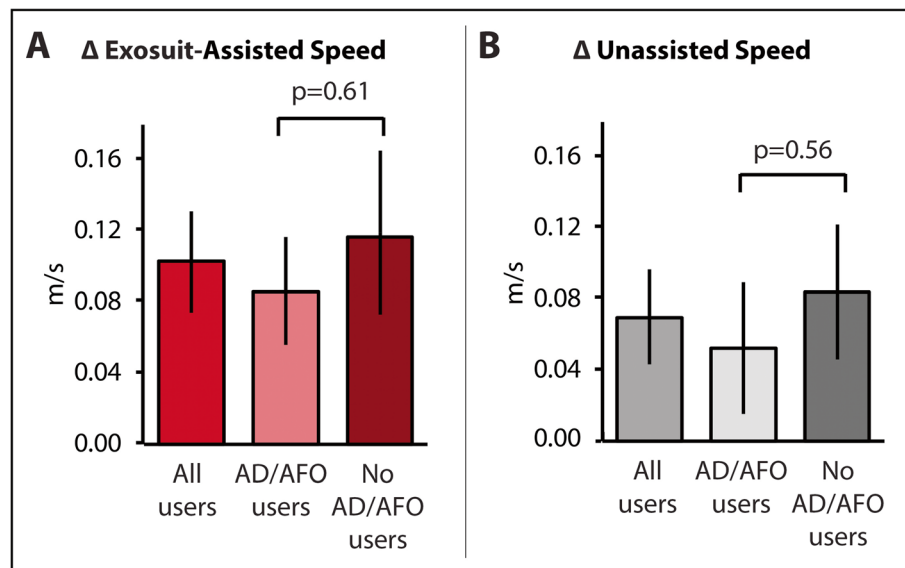 A Δ Exosuit-Assisted Speed
p=0.61
0.16
0.12
0.08
0.04
0.00
m/s
All users
AD/AFO users
No AD/AFO users
B Δ Unassisted Speed
p=0.56
0.16
0.12
0.08
0.04
0.00
m/s
All users
AD/AFO users
No AD/AFO users